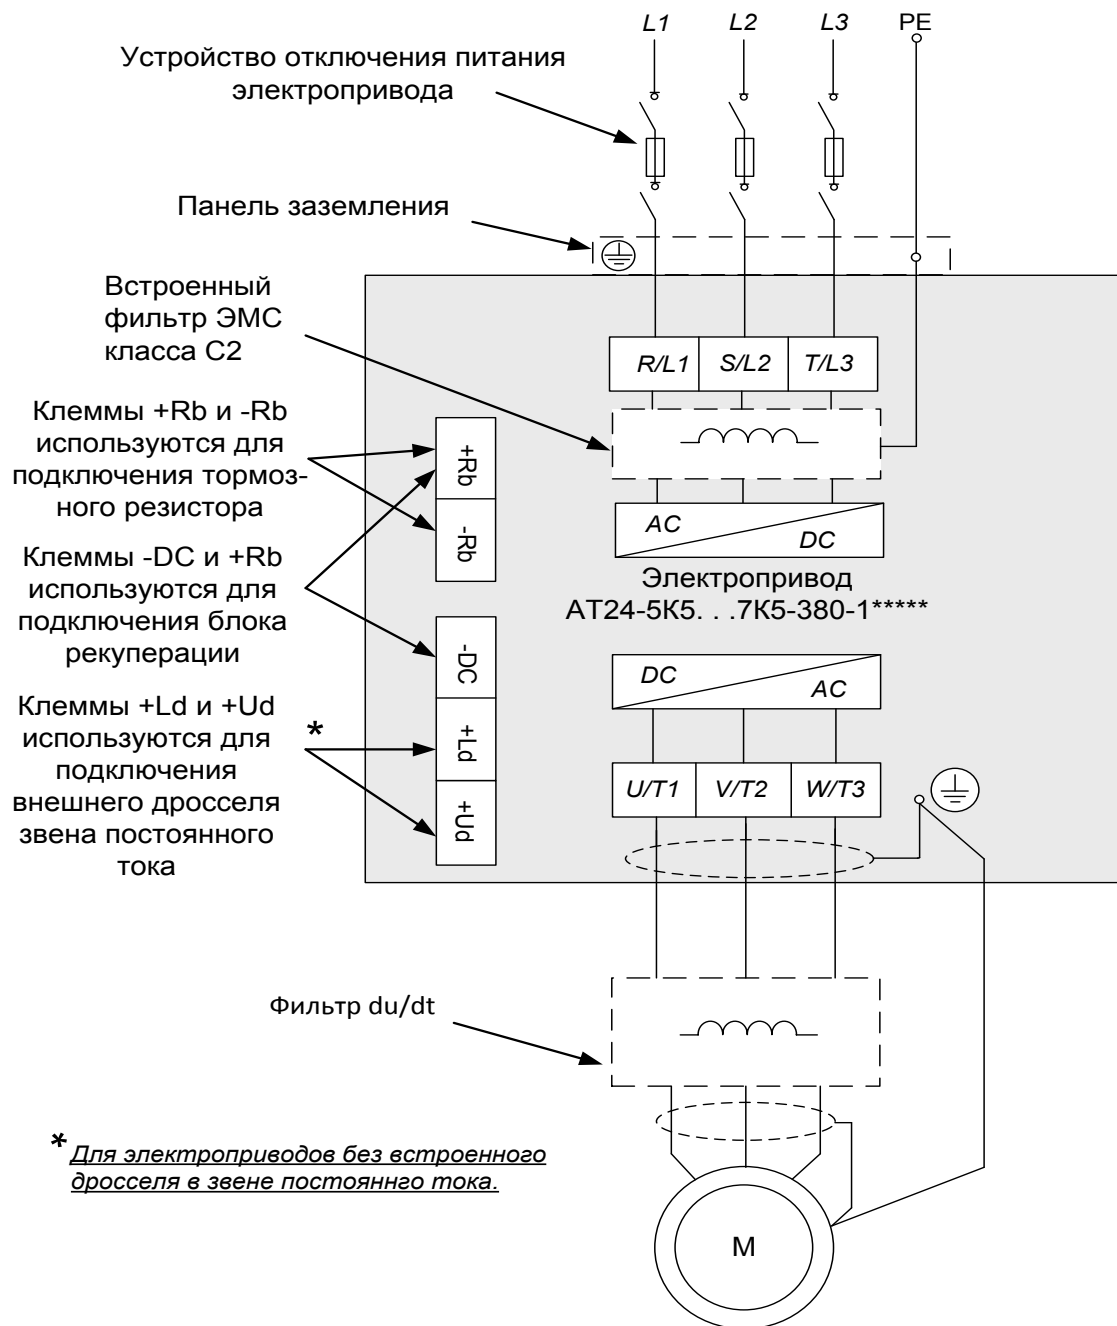 L1 L2 L3 PE
Устройство отключения питания
электропривода
Панель заземления
Встроенный
фильтр ЭМС
класса С2
R/L1 S/L2 T/L3
Клеммы +Rb и -Rb
используются для
подключения тормоз-
ного резистора
+Rb
-Rb
AC
DC
Электропривод
АТ24-5К5. . .7К5-380-1*****
Клеммы -DC и +Rb
используются для
подключения блока
рекуперации
-DC
+Ld
+Ud
DC
AC
Клеммы +Ld и +Ud
используются для
подключения
внешнего дросселя
звена постоянного
тока
*
U/T1 V/T2 W/T3
Фильтр du/dt
* Для электроприводов без встроенного
дросселя в звене постояннго тока.
M